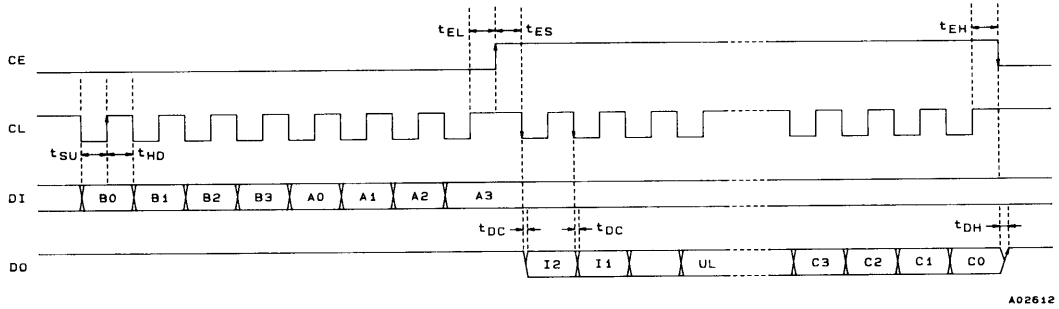 tEL tES tEH
CE
CL
tSU tHD
DI B0 B1 B2 B3 A0 A1 A2 A3
tDC tDC tDH
DO I2 I1 UL C3 C2 C1 C0
A02612